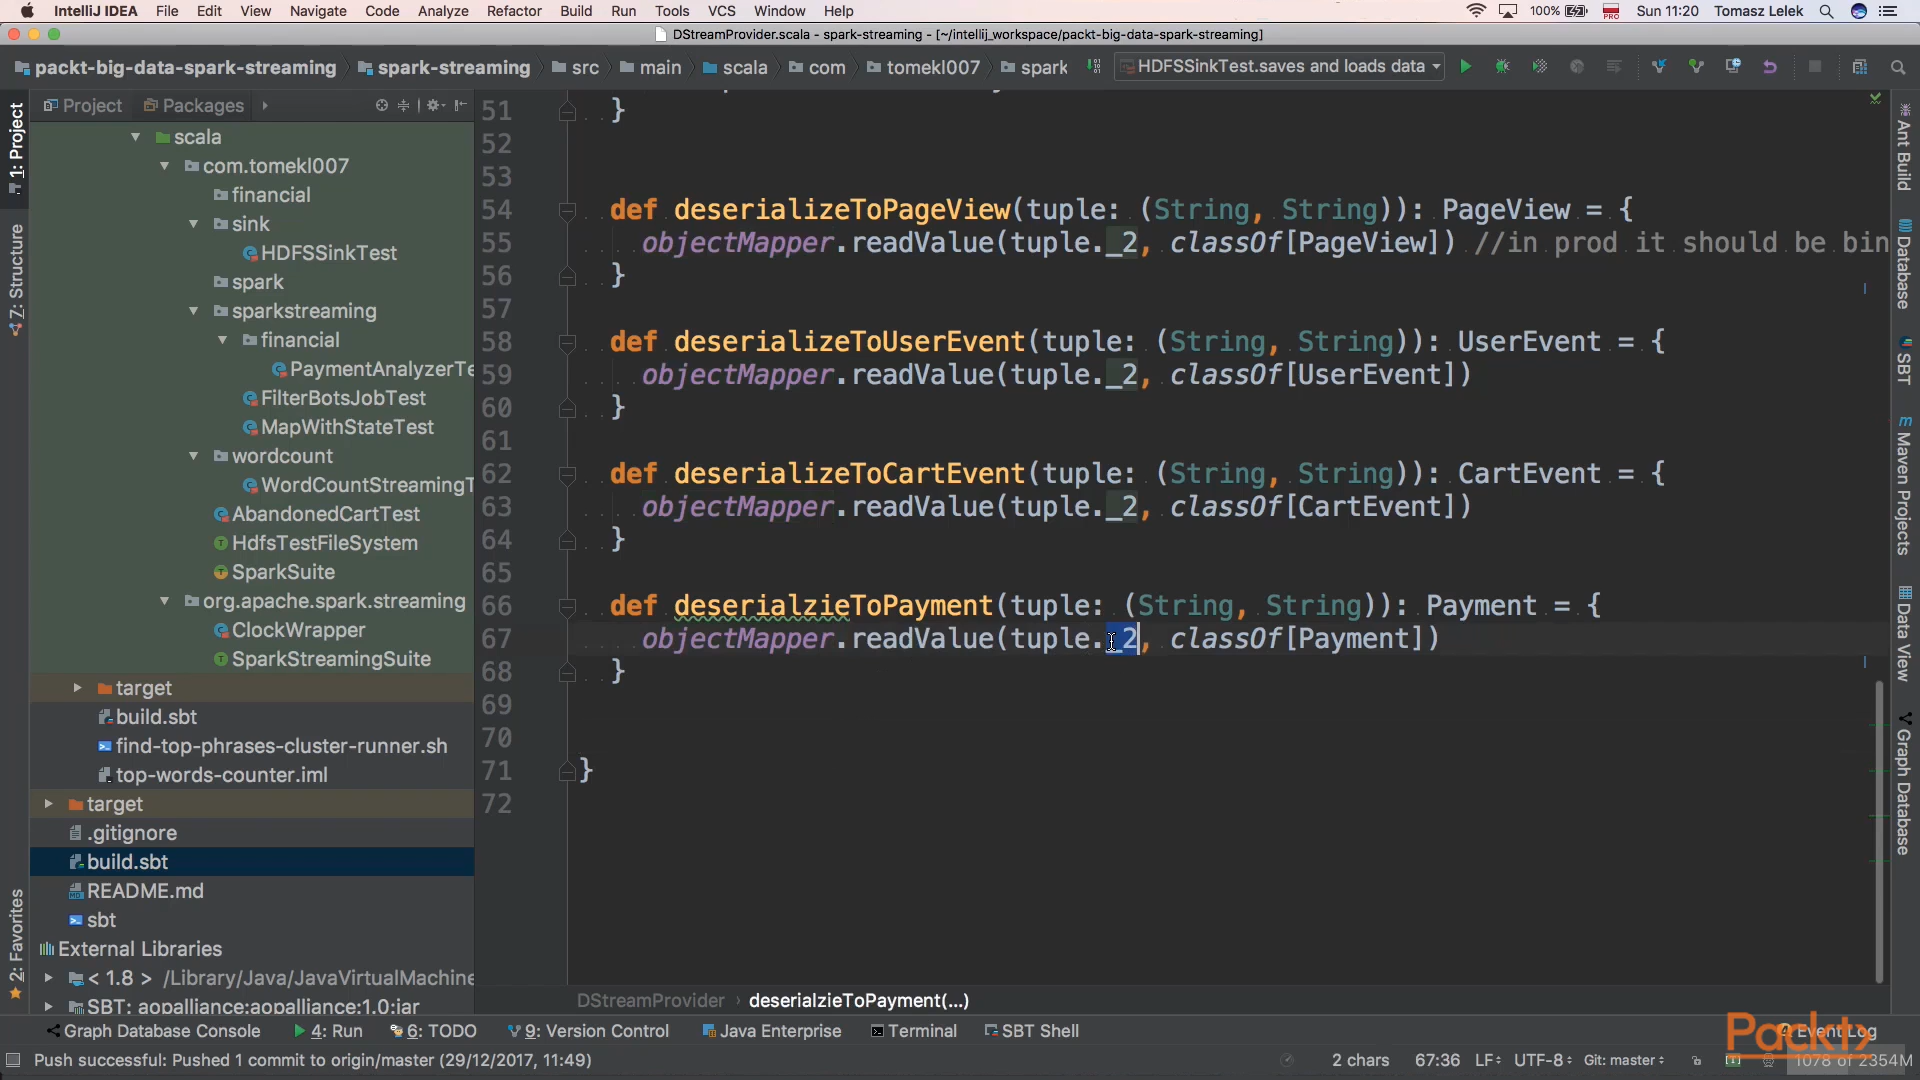 IntelliJ IDEA File Edit View Navigate Code Analyze Refactor Build Run Tools VCS Window Help 100% Sun 11:20 Tomasz Lelek
DStreamProvider.scala - spark-streaming - [~/intellij_workspace/packt-big-data-spark-streaming]
packt-big-data-spark-streaming spark-streaming src main scala com tomekl007 spark HDFSSinkTest.saves and loads data
Project Packages
scala
com.tomekl007
financial
sink
HDFSSinkTest
spark
sparkstreaming
financial
PaymentAnalyzerTe
FilterBotsJobTest
MapWithStateTest
wordcount
WordCountStreamingT
AbandonedCartTest
HdfsTestFileSystem
SparkSuite
org.apache.spark.streaming
ClockWrapper
SparkStreamingSuite
target
build.sbt
find-top-phrases-cluster-runner.sh
top-words-counter.iml
target
.gitignore
build.sbt
README.md
sbt
External Libraries
< 1.8 > /Library/Java/JavaVirtualMachine
SBT: aopalliance:aopalliance:1.0:jar
1: Project
7: Structure
2: Favorites
51 }
52
53
54 def deserializeToPageView(tuple: (String, String)): PageView = {
55 objectMapper.readValue(tuple._2, classOf[PageView]) //in prod it should be bin
56 }
57
58 def deserializeToUserEvent(tuple: (String, String)): UserEvent = {
59 objectMapper.readValue(tuple._2, classOf[UserEvent])
60 }
61
62 def deserializeToCartEvent(tuple: (String, String)): CartEvent = {
63 objectMapper.readValue(tuple._2, classOf[CartEvent])
64 }
65
66 def deserialzieToPayment(tuple: (String, String)): Payment = {
67 objectMapper.readValue(tuple._2, classOf[Payment])
68 }
69
70
71 }
72
DStreamProvider › deserialzieToPayment(...)
Ant Build
Database
SBT
Maven Projects
Data View
Graph Database
Graph Database Console 4: Run 6: TODO 9: Version Control Java Enterprise Terminal SBT Shell Event Log
Packt>
Push successful: Pushed 1 commit to origin/master (29/12/2017, 11:49) 2 chars 67:36 LF UTF-8 Git: master 1078 of 2354M